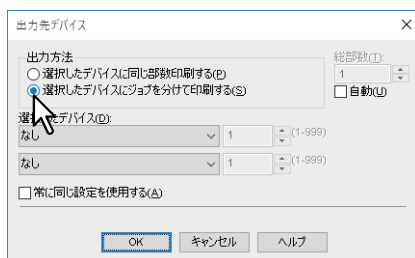 出力先デバイス
出力方法
選択したデバイスに同じ部数印刷する(P)
選択したデバイスにジョブを分けて印刷する(S)
総部数(T):
1
自動(U)
選択したデバイス(D):
なし 1 (1-999)
なし 1 (1-999)
常に同じ設定を使用する(A)
OK キャンセル ヘルプ